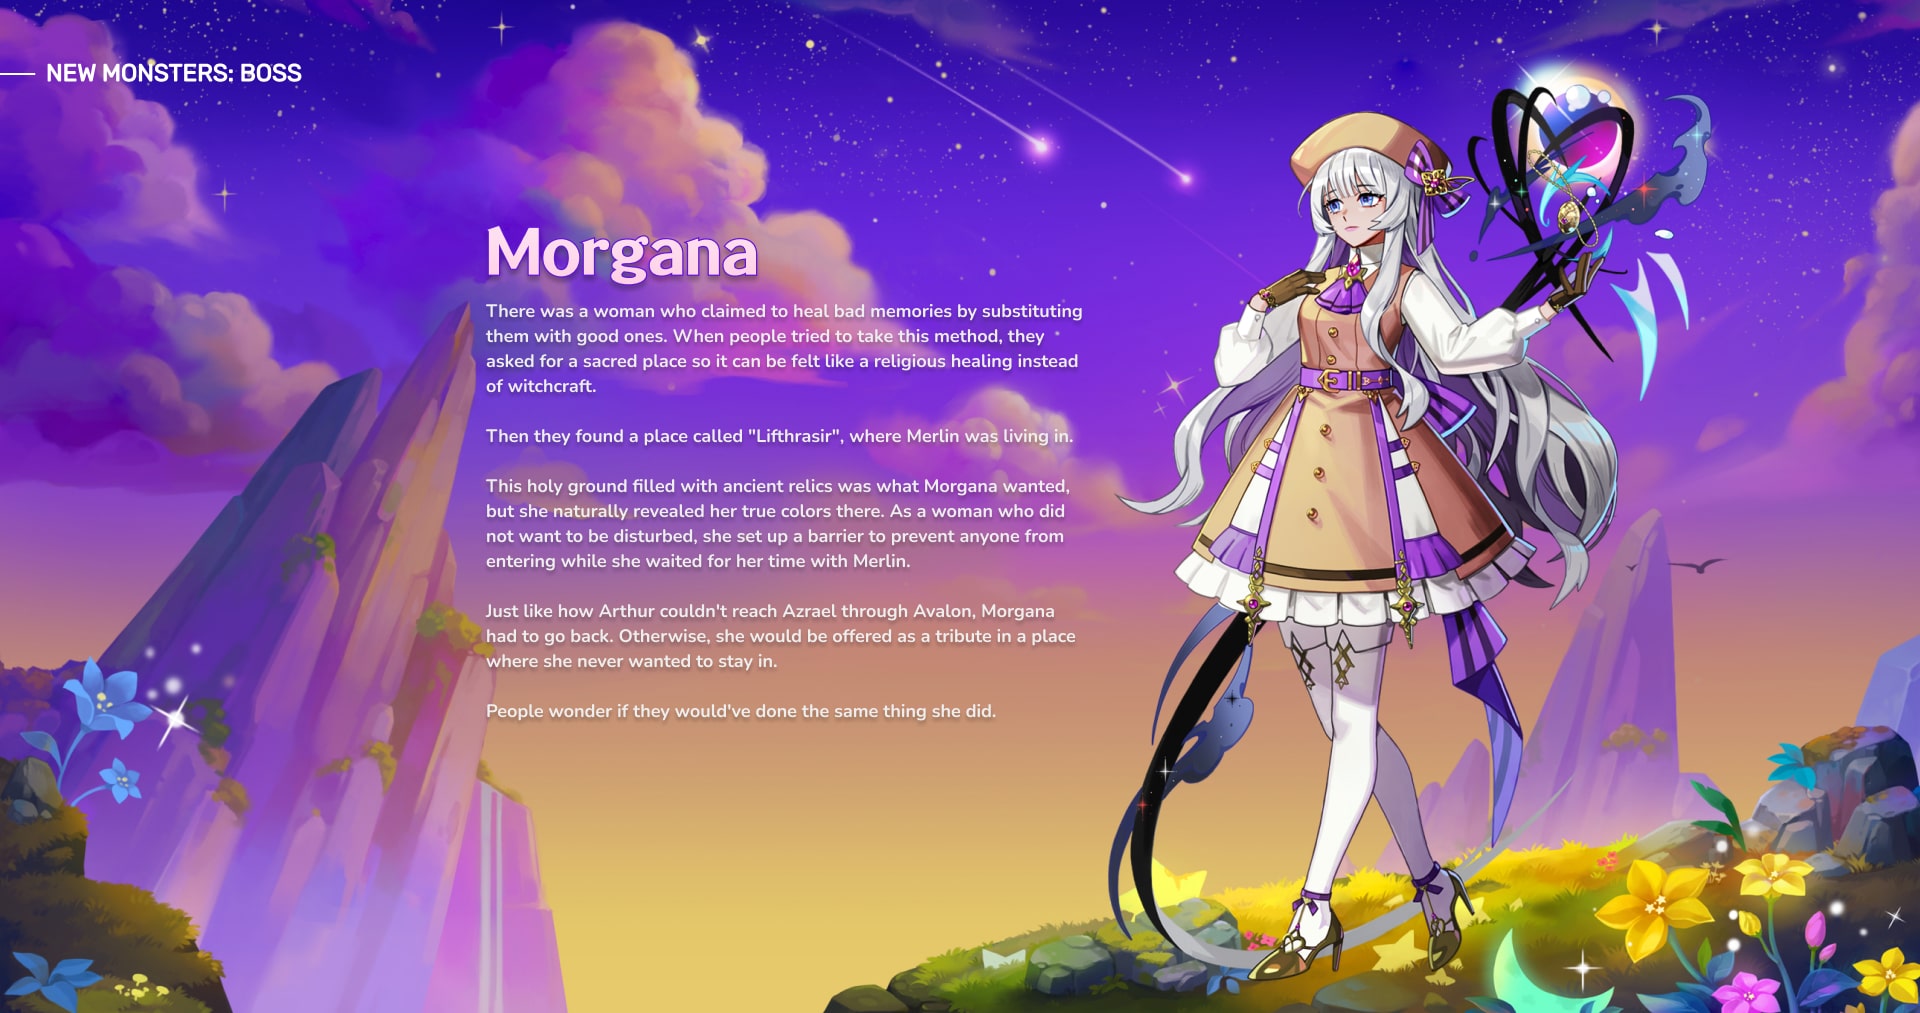 NEW MONSTERS: BOSS
Morgana
There was a woman who claimed to heal bad memories by substituting
them with good ones. When people tried to take this method, they
asked for a sacred place so it can be felt like a religious healing instead
of witchcraft.
Then they found a place called "Lifthrasir", where Merlin was living in.
This holy ground filled with ancient relics was what Morgana wanted,
but she naturally revealed her true colors there. As a woman who did
not want to be disturbed, she set up a barrier to prevent anyone from
entering while she waited for her time with Merlin.
Just like how Arthur couldn't reach Azrael through Avalon, Morgana
had to go back. Otherwise, she would be offered as a tribute in a place
where she never wanted to stay in.
People wonder if they would've done the same thing she did.